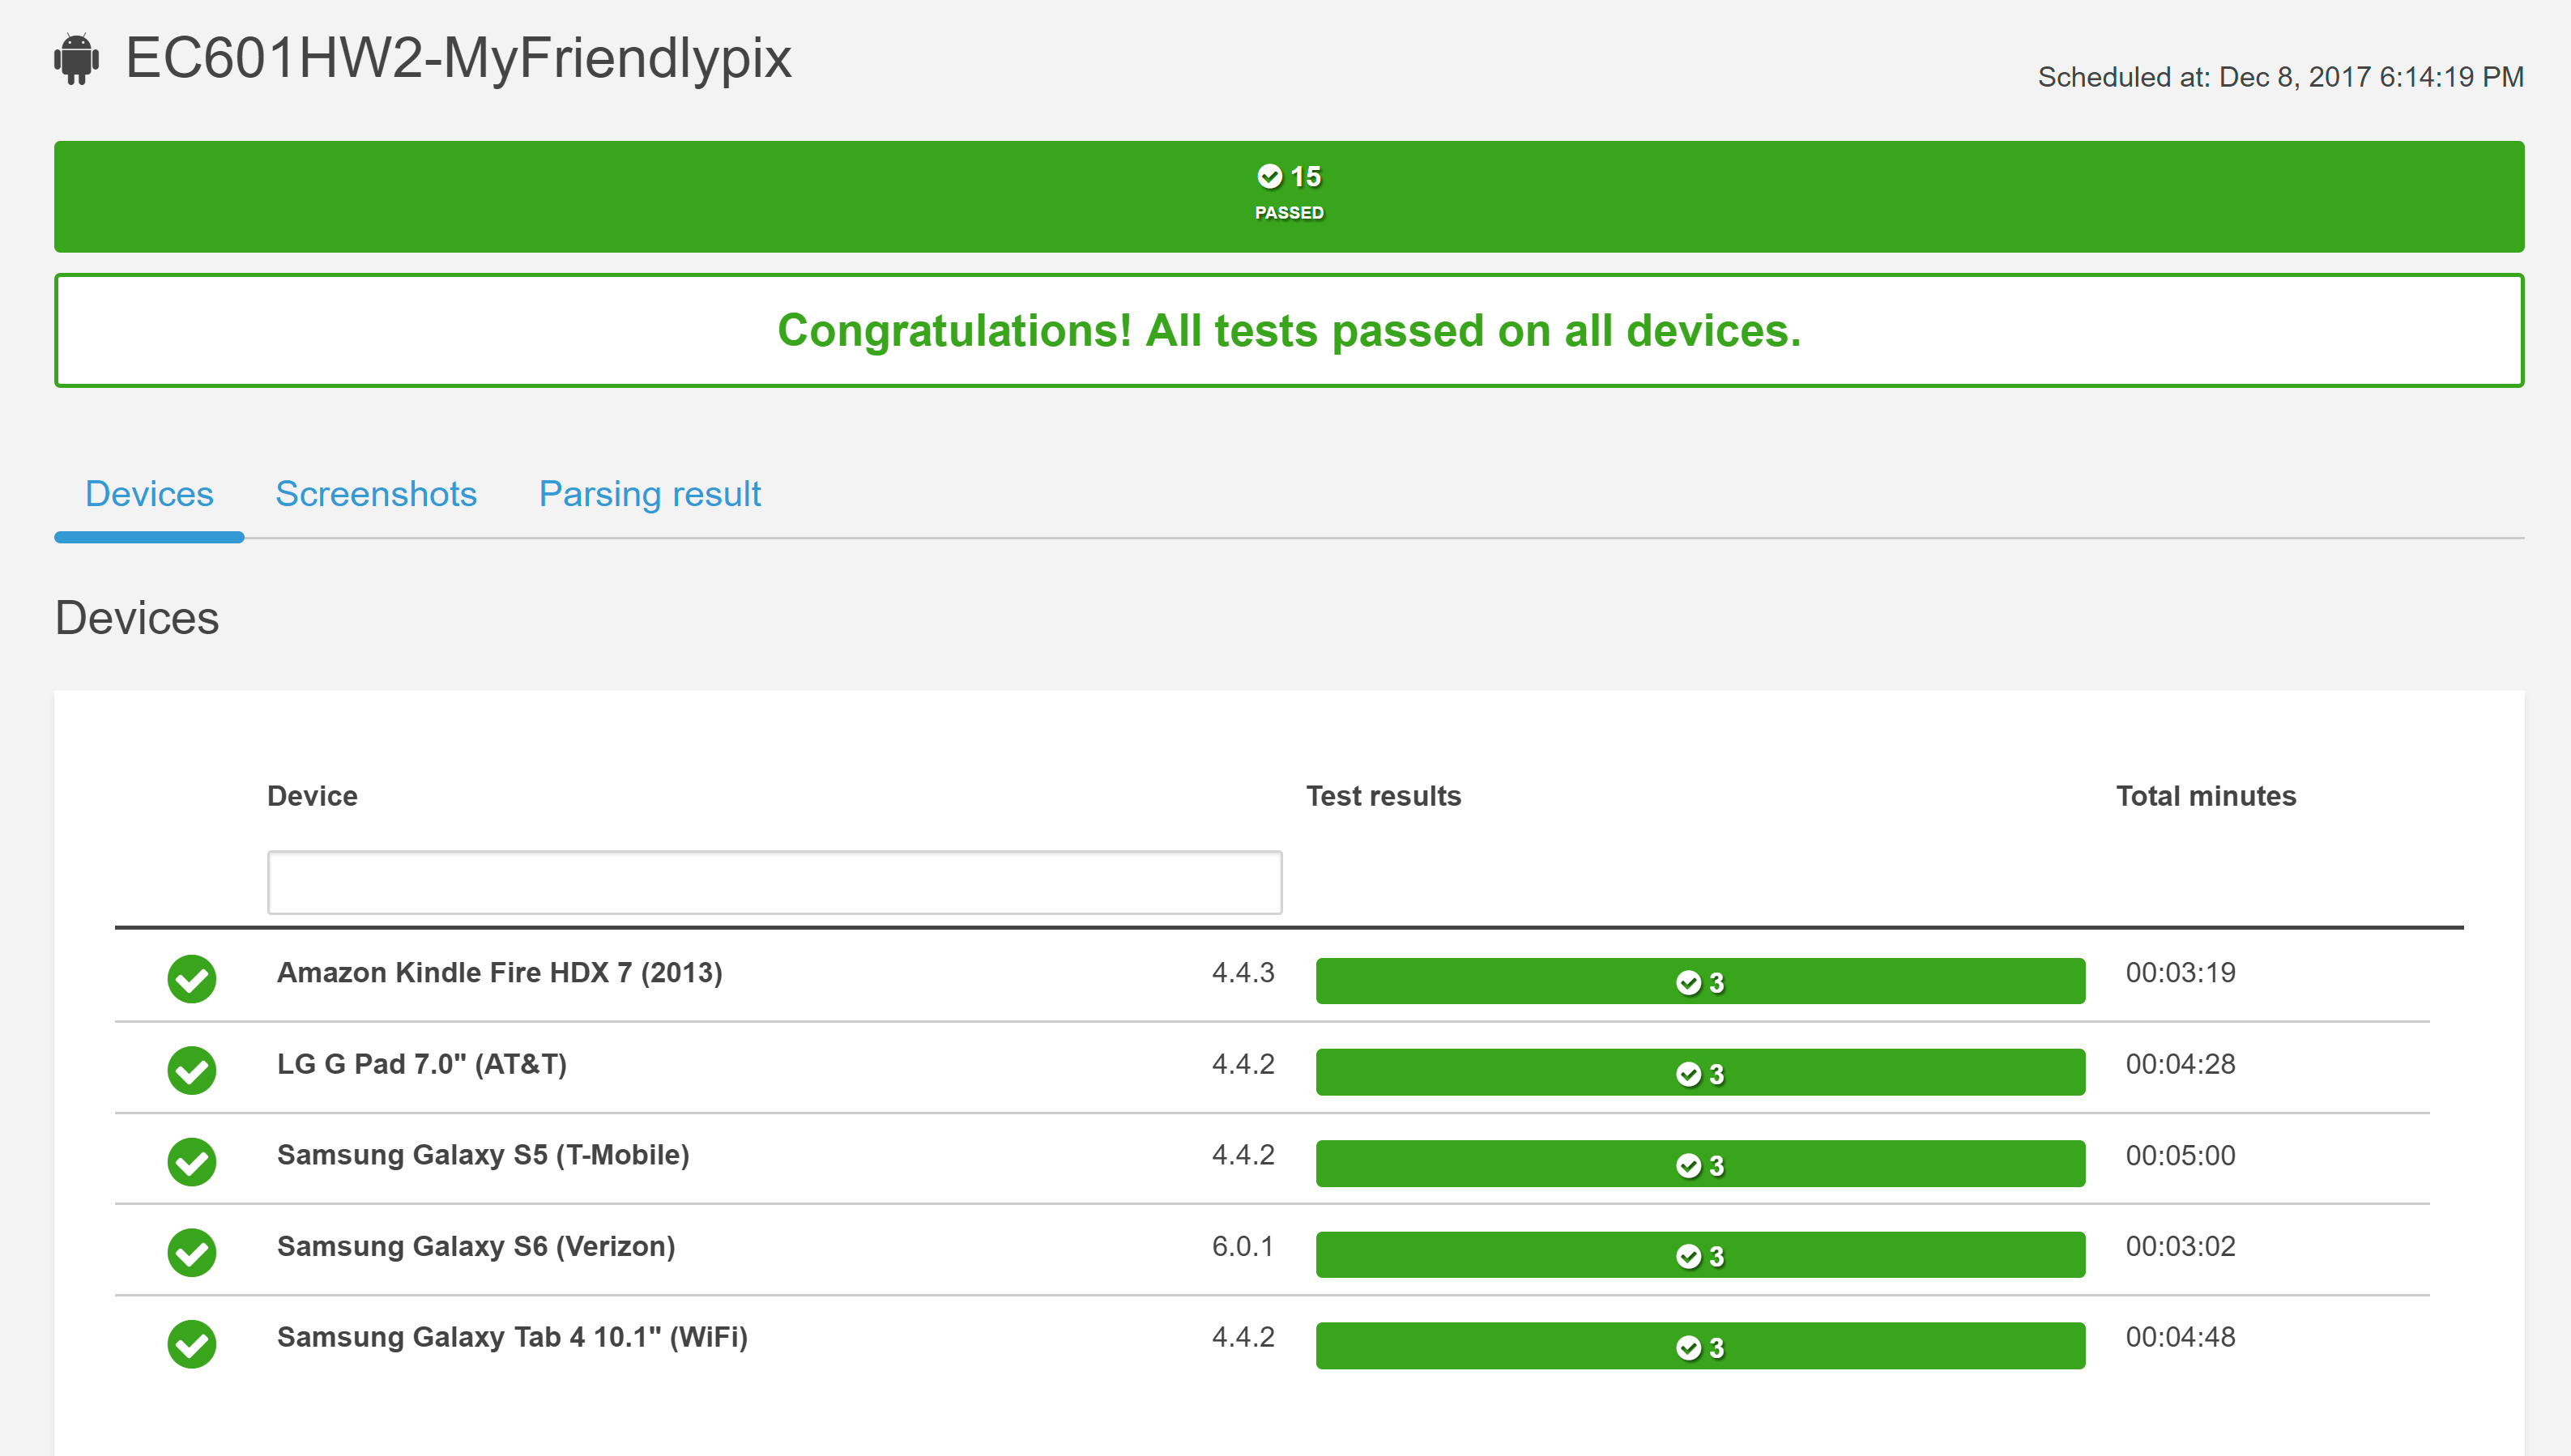 EC601HW2-MyFriendlypix
Scheduled at: Dec 8, 2017 6:14:19 PM
15
PASSED
Congratulations! All tests passed on all devices.
Devices Screenshots Parsing result
Devices
Device Test results Total minutes
Amazon Kindle Fire HDX 7 (2013) 4.4.3 3 00:03:19
LG G Pad 7.0" (AT&T) 4.4.2 3 00:04:28
Samsung Galaxy S5 (T-Mobile) 4.4.2 3 00:05:00
Samsung Galaxy S6 (Verizon) 6.0.1 3 00:03:02
Samsung Galaxy Tab 4 10.1" (WiFi) 4.4.2 3 00:04:48